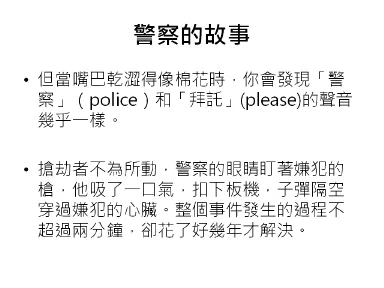 警察的故事
• 但當嘴巴乾澀得像棉花時，你會發現「警
察」（police）和「拜託」(please)的聲音
幾乎一樣。
• 搶劫者不為所動，警察的眼睛盯著嫌犯的
槍，他吸了一口氣，扣下板機，子彈隔空
穿過嫌犯的心臟。整個事件發生的過程不
超過兩分鐘，卻花了好幾年才解決。